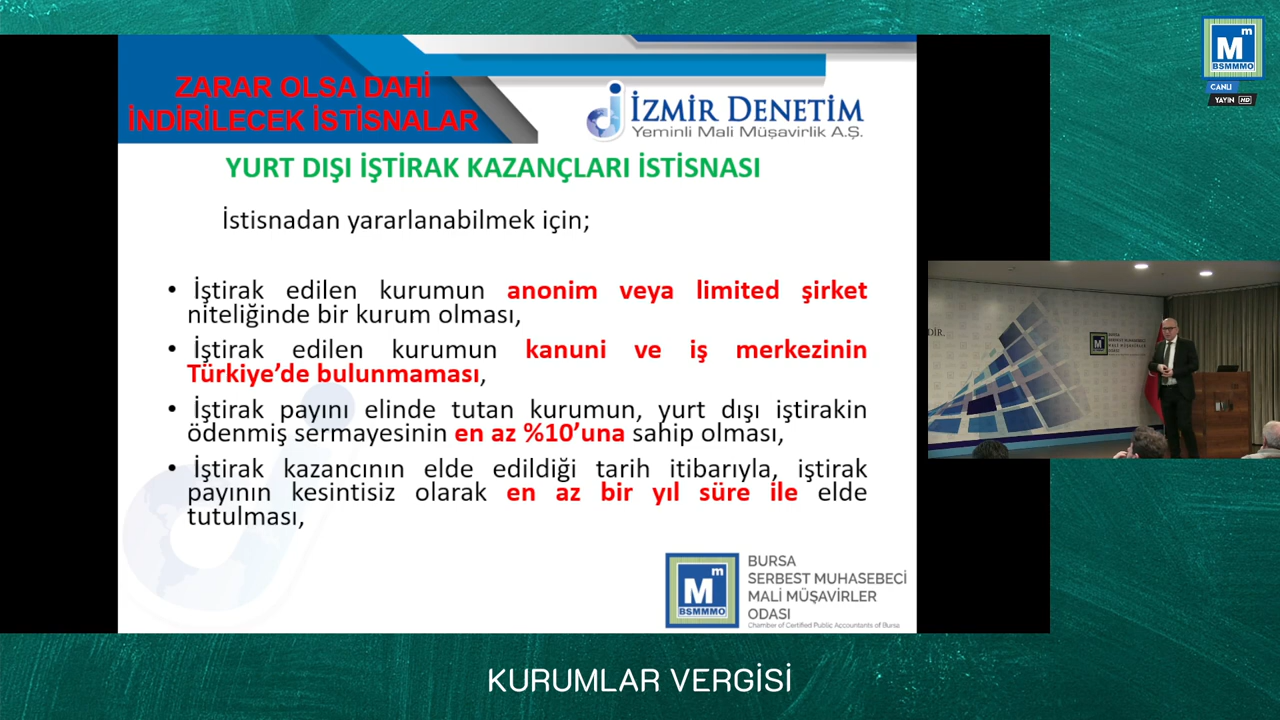 ZARAR OLSA DAHİ
İNDİRİLECEK İSTİSNALAR
İZMİR DENETİM
Yeminli Mali Müşavirlik A.Ş.
YURT DIŞI İŞTİRAK KAZANÇLARI İSTİSNASI
İstisnadan yararlanabilmek için;
• İştirak edilen kurumun anonim veya limited şirket
niteliğinde bir kurum olması,
• İştirak edilen kurumun kanuni ve iş merkezinin
Türkiye’de bulunmaması,
• İştirak payını elinde tutan kurumun, yurt dışı iştirakin
ödenmiş sermayesinin en az %10’una sahip olması,
• İştirak kazancının elde edildiği tarih itibarıyla, iştirak
payının kesintisiz olarak en az bir yıl süre ile elde
tutulması,
Mm
BSMMMO
BURSA
SERBEST MUHASEBECİ
MALİ MÜŞAVİRLER
ODASI
Chamber of Certified Public Accountants of Bursa
Mm
BSMMMO
CANLI
YAYIN HD
DİR.
KURUMLAR VERGİSİ